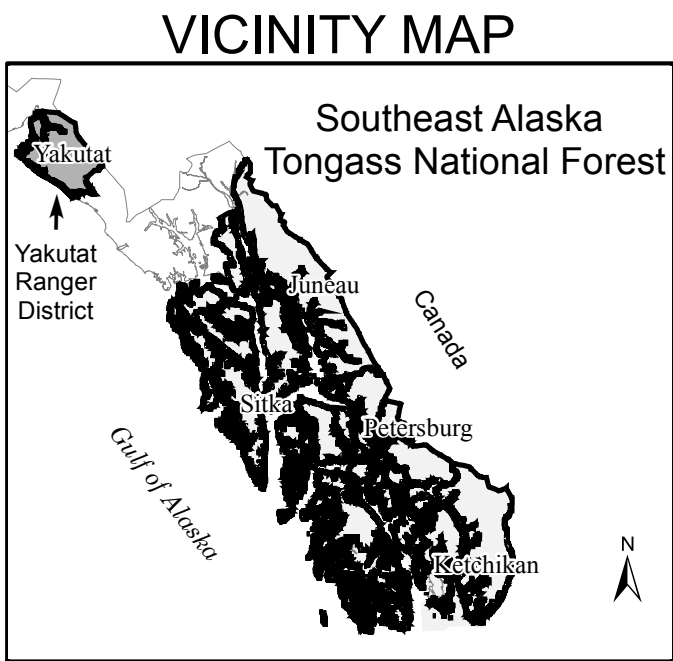 VICINITY MAP
Southeast Alaska
Tongass National Forest
Yakutat
Yakutat
Ranger
District
Juneau
Canada
Sitka
Petersburg
Gulf of Alaska
Ketchikan
N